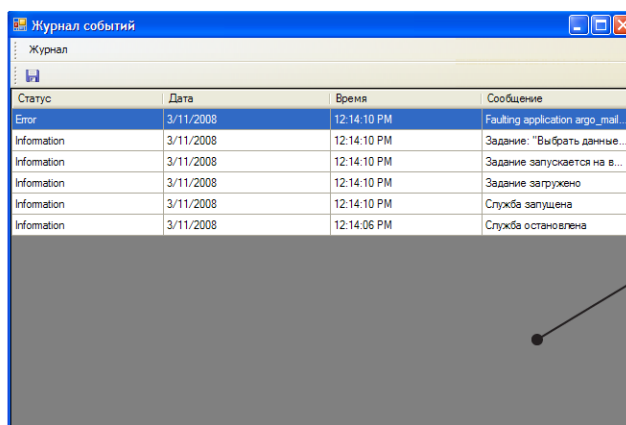 Журнал событий
Журнал
Статус Дата Время Сообщение
Error 3/11/2008 12:14:10 PM Faulting application argo_mail...
Information 3/11/2008 12:14:10 PM Задание: "Выбрать данные...
Information 3/11/2008 12:14:10 PM Задание запускается на в...
Information 3/11/2008 12:14:10 PM Задание загружено
Information 3/11/2008 12:14:10 PM Служба запущена
Information 3/11/2008 12:14:06 PM Служба остановлена